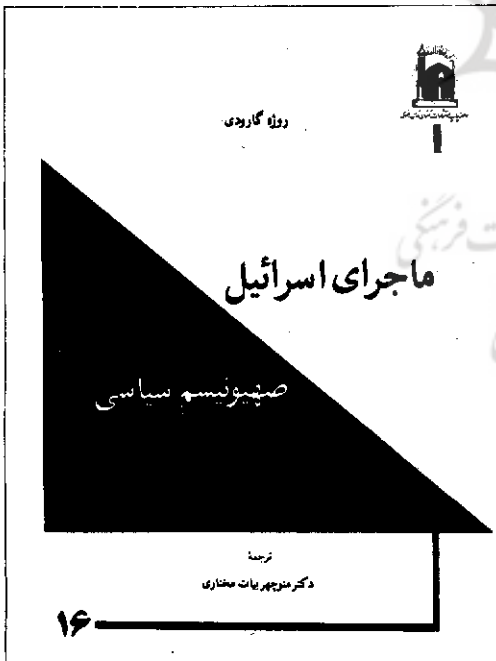 روژه گارودی
ماجرای اسرائیل
صهیونیسم سیاسی
ترجمهٔ
دکتر منوچهر بیات مختاری
۱۶